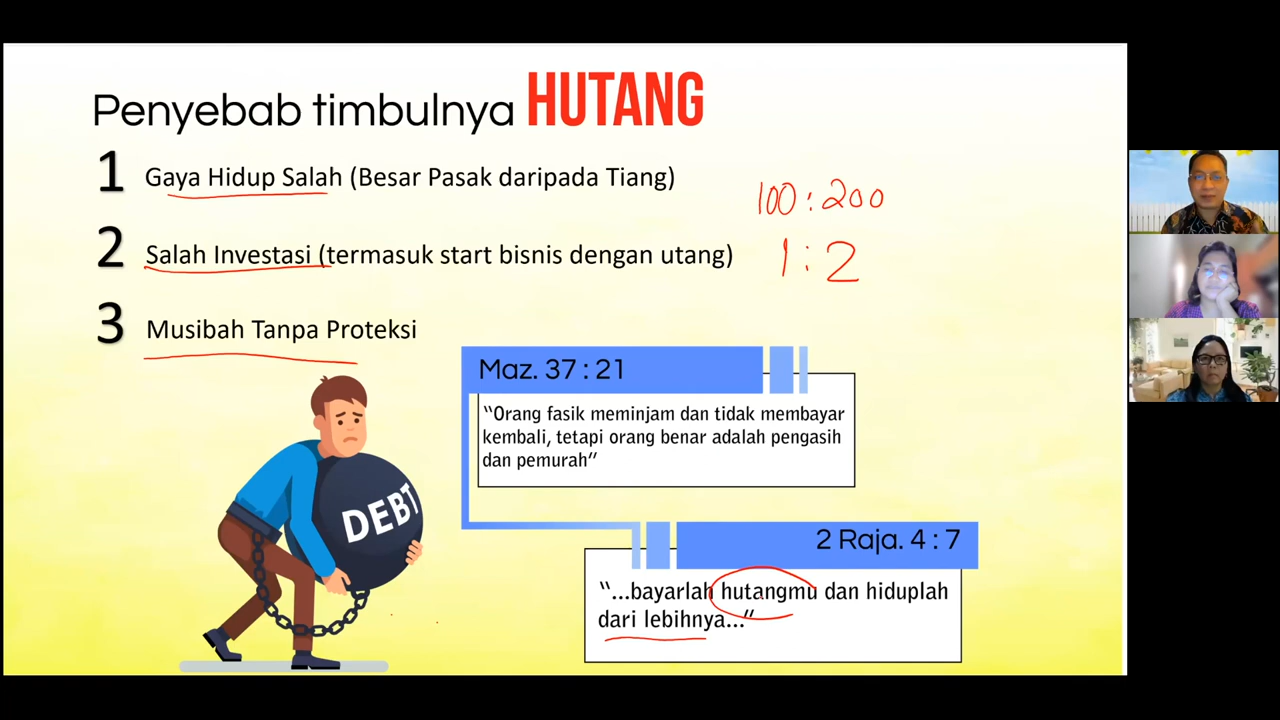 Penyebab timbulnya HUTANG
1 Gaya Hidup Salah (Besar Pasak daripada Tiang)
100 : 200
2 Salah Investasi (termasuk start bisnis dengan utang)
1 : 2
3 Musibah Tanpa Proteksi
Maz. 37 : 21
“Orang fasik meminjam dan tidak membayar
kembali, tetapi orang benar adalah pengasih
dan pemurah”
DEBT
2 Raja. 4 : 7
“...bayarlah hutangmu dan hiduplah
dari lebihnya...”